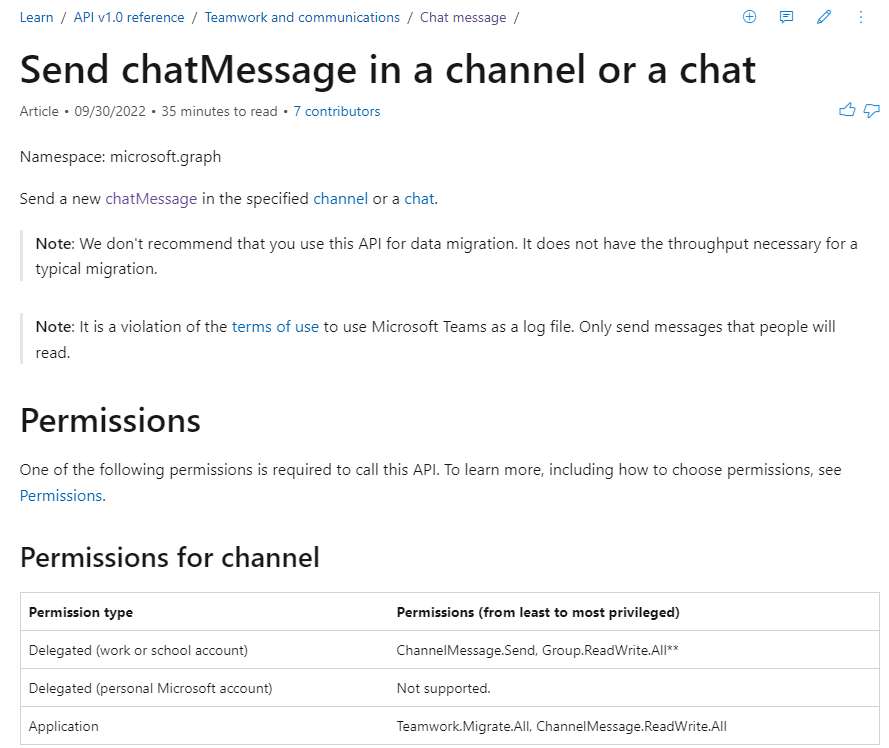 Learn / API v1.0 reference / Teamwork and communications / Chat message /
Send chatMessage in a channel or a chat
Article • 09/30/2022 • 35 minutes to read • 7 contributors
Namespace: microsoft.graph
Send a new chatMessage in the specified channel or a chat.
Note: We don't recommend that you use this API for data migration. It does not have the throughput necessary for a
typical migration.
Note: It is a violation of the terms of use to use Microsoft Teams as a log file. Only send messages that people will
read.
Permissions
One of the following permissions is required to call this API. To learn more, including how to choose permissions, see
Permissions.
Permissions for channel
Permission type Permissions (from least to most privileged)
Delegated (work or school account) ChannelMessage.Send, Group.ReadWrite.All**
Delegated (personal Microsoft account) Not supported.
Application Teamwork.Migrate.All, ChannelMessage.ReadWrite.All